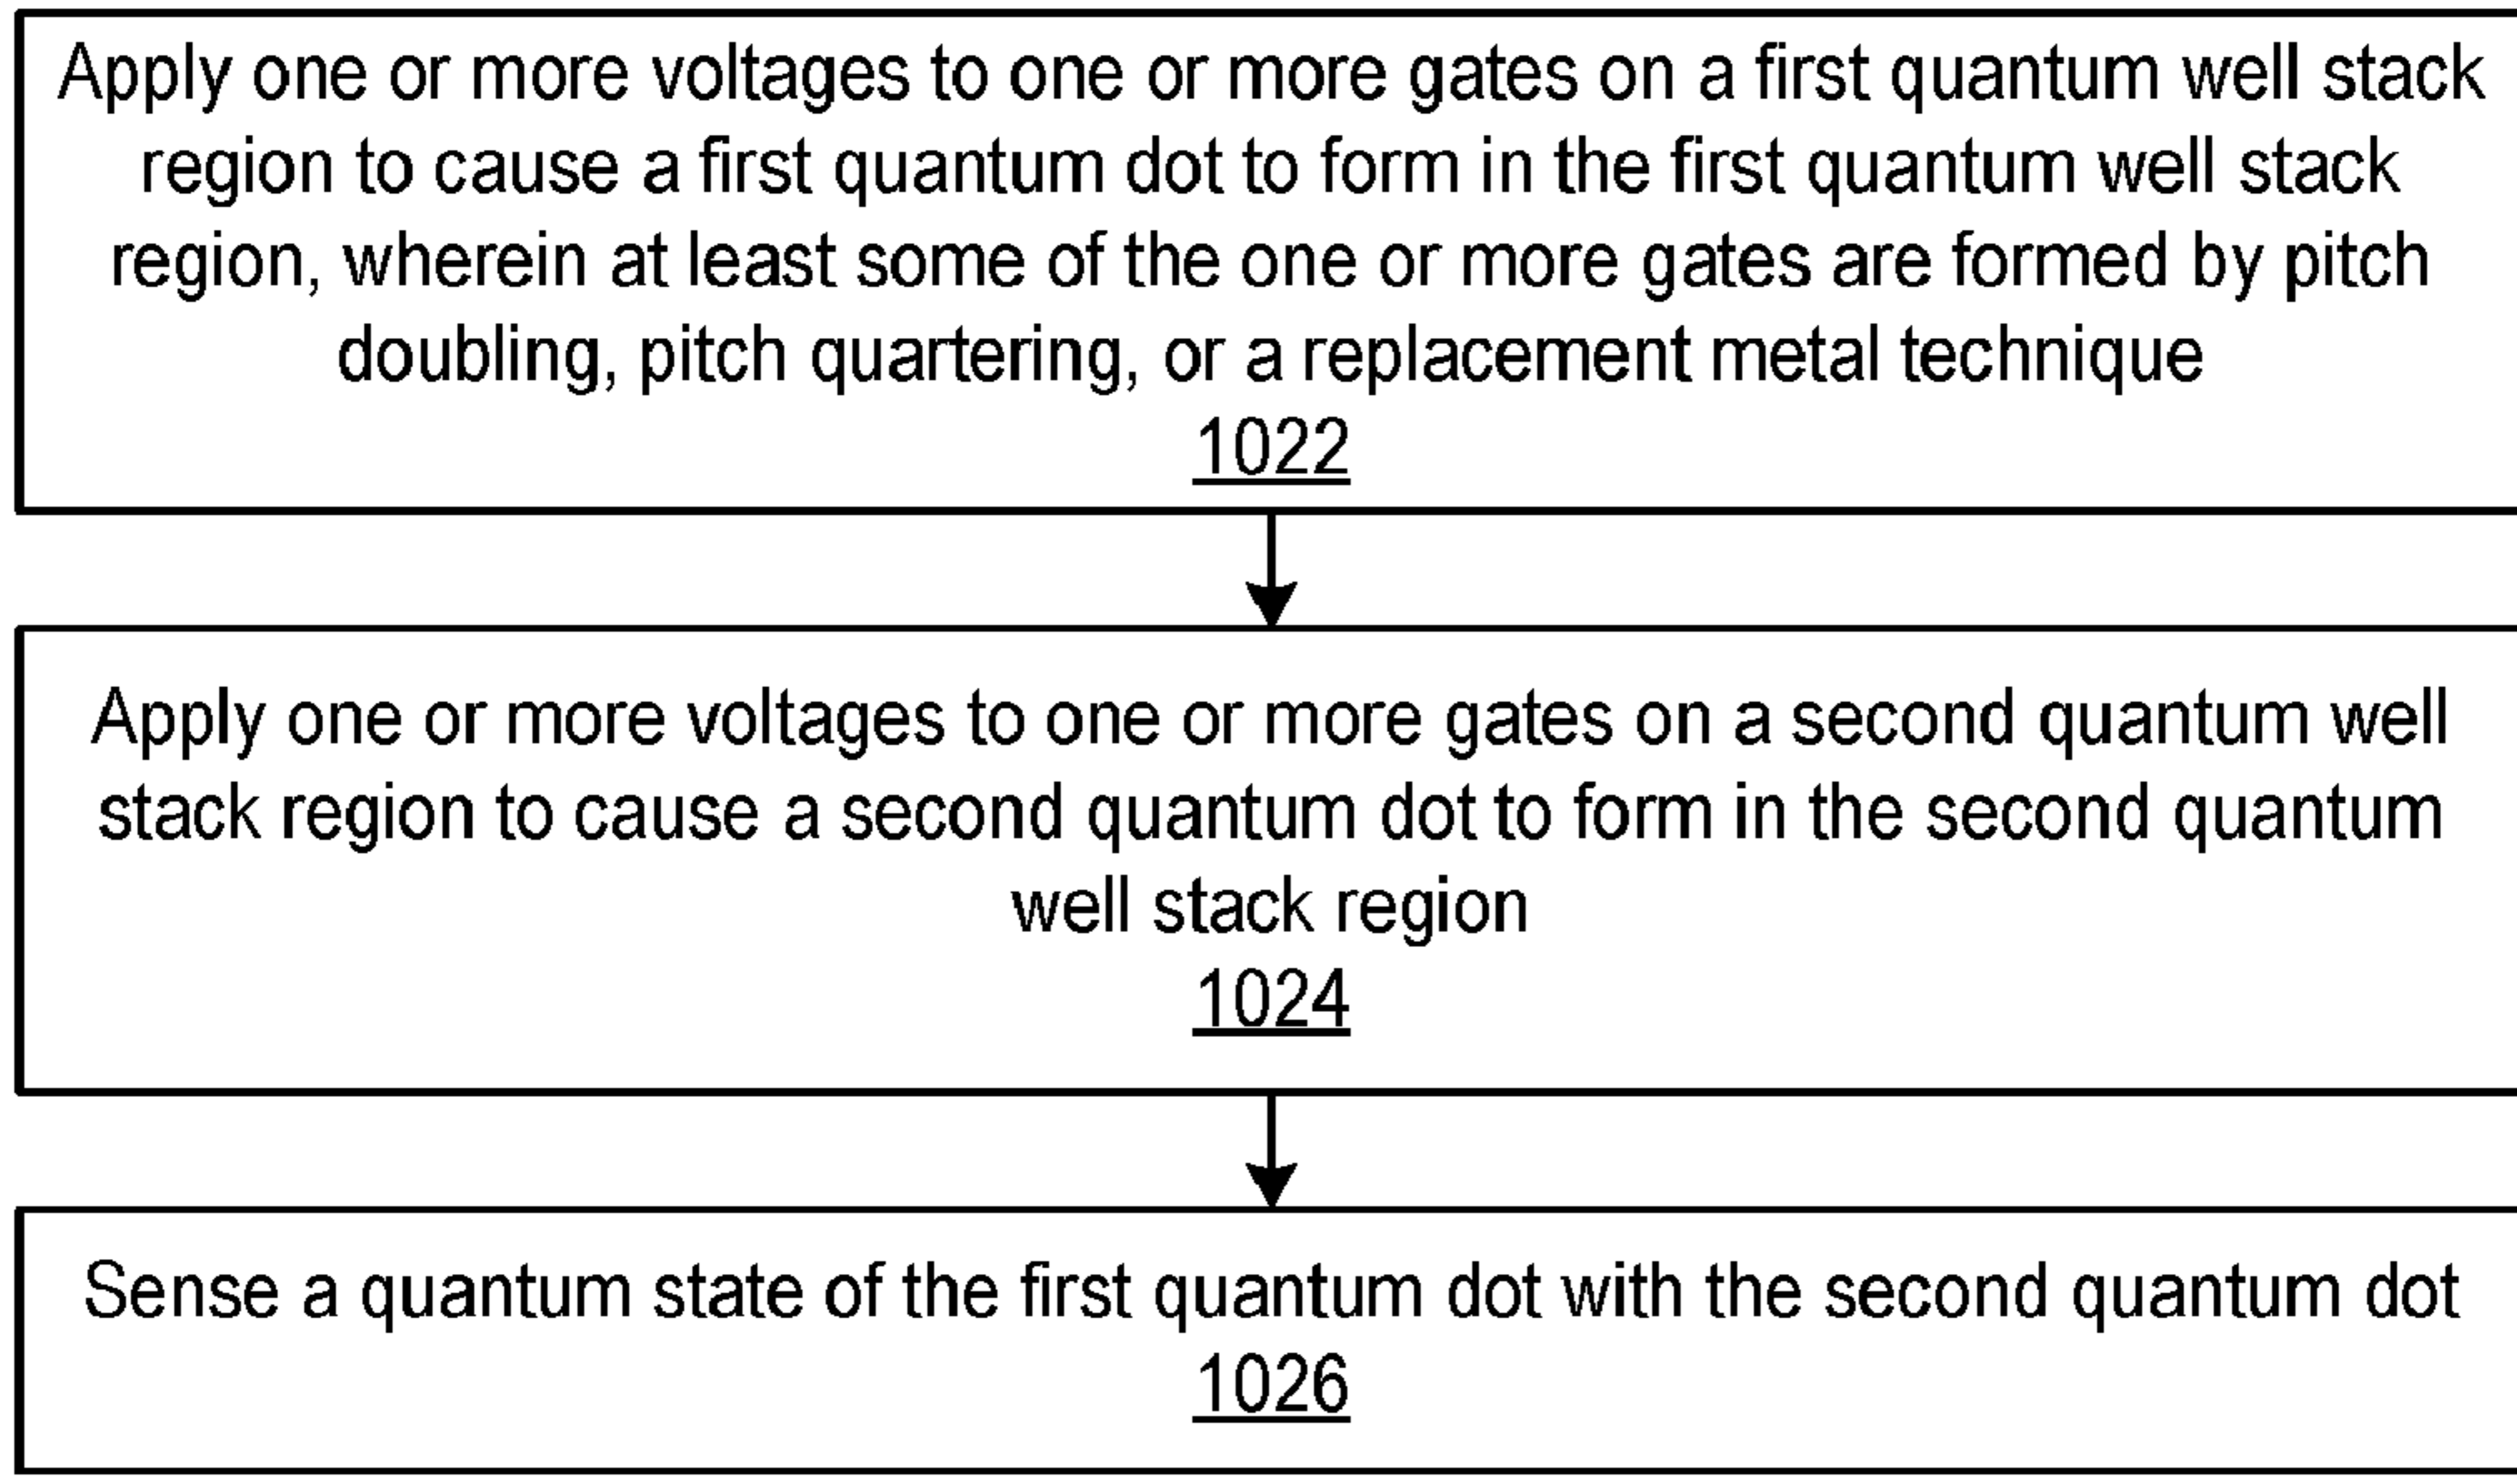 Apply one or more voltages to one or more gates on a first quantum well stack
region to cause a first quantum dot to form in the first quantum well stack
region, wherein at least some of the one or more gates are formed by pitch
doubling, pitch quartering, or a replacement metal technique
1022
Apply one or more voltages to one or more gates on a second quantum well
stack region to cause a second quantum dot to form in the second quantum
well stack region
1024
Sense a quantum state of the first quantum dot with the second quantum dot
1026